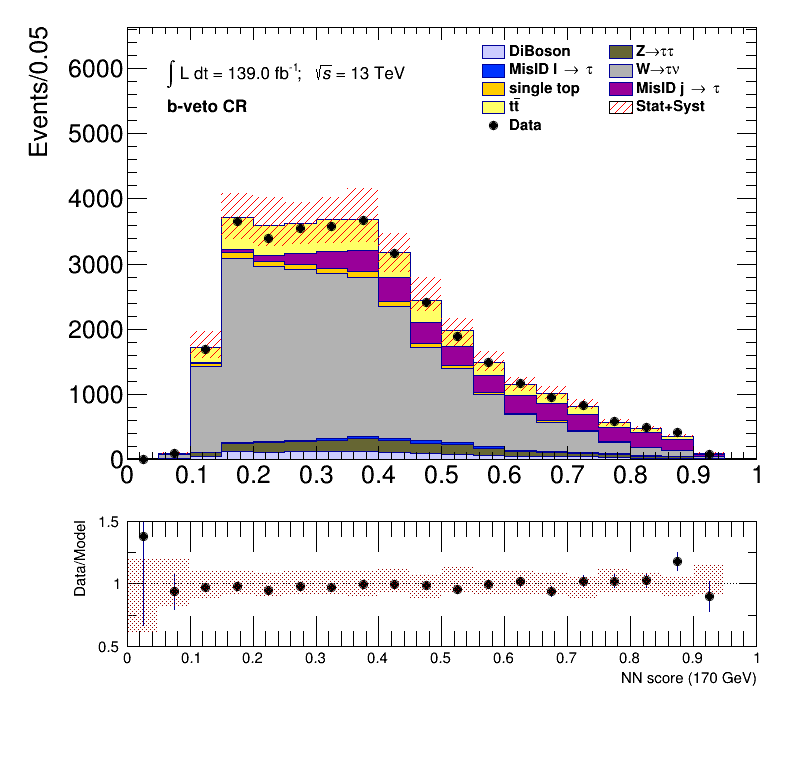 Events/0.05
6000
5000
4000
3000
2000
1000
0
∫ L dt = 139.0 fb⁻¹; √s = 13 TeV
b-veto CR
DiBoson
MisID l → τ
single top
tt̄
Data
Z→ττ
W→τν
MisID j → τ
Stat+Syst
0 0.1 0.2 0.3 0.4 0.5 0.6 0.7 0.8 0.9 1
Data/Model
1.5
1
0.5
0 0.1 0.2 0.3 0.4 0.5 0.6 0.7 0.8 0.9 1
NN score (170 GeV)